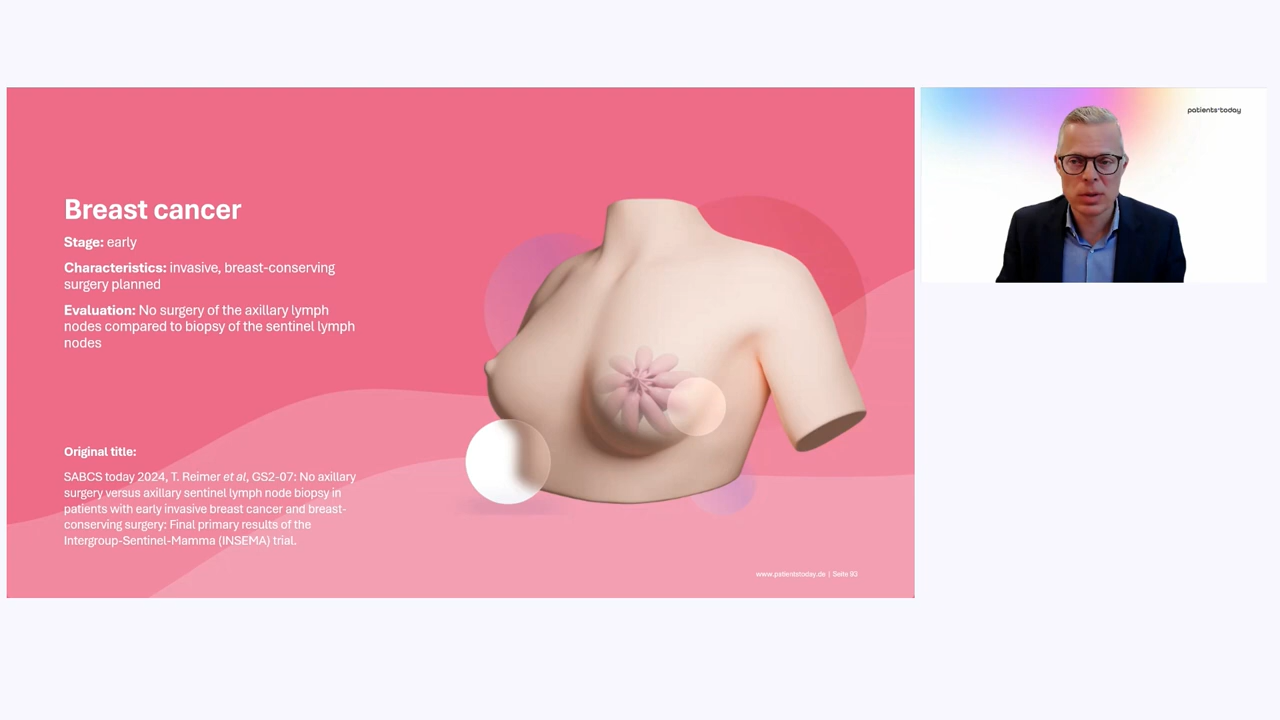 Breast cancer
Stage: early
Characteristics: invasive, breast-conserving
surgery planned
Evaluation: No surgery of the axillary lymph
nodes compared to biopsy of the sentinel lymph
nodes
Original title:
SABCS today 2024, T. Reimer et al, GS2-07: No axillary
surgery versus axillary sentinel lymph node biopsy in
patients with early invasive breast cancer and breast-
conserving surgery: Final primary results of the
Intergroup-Sentinel-Mamma (INSEMA) trial.
www.patientstoday.de | Seite 93
patients*today